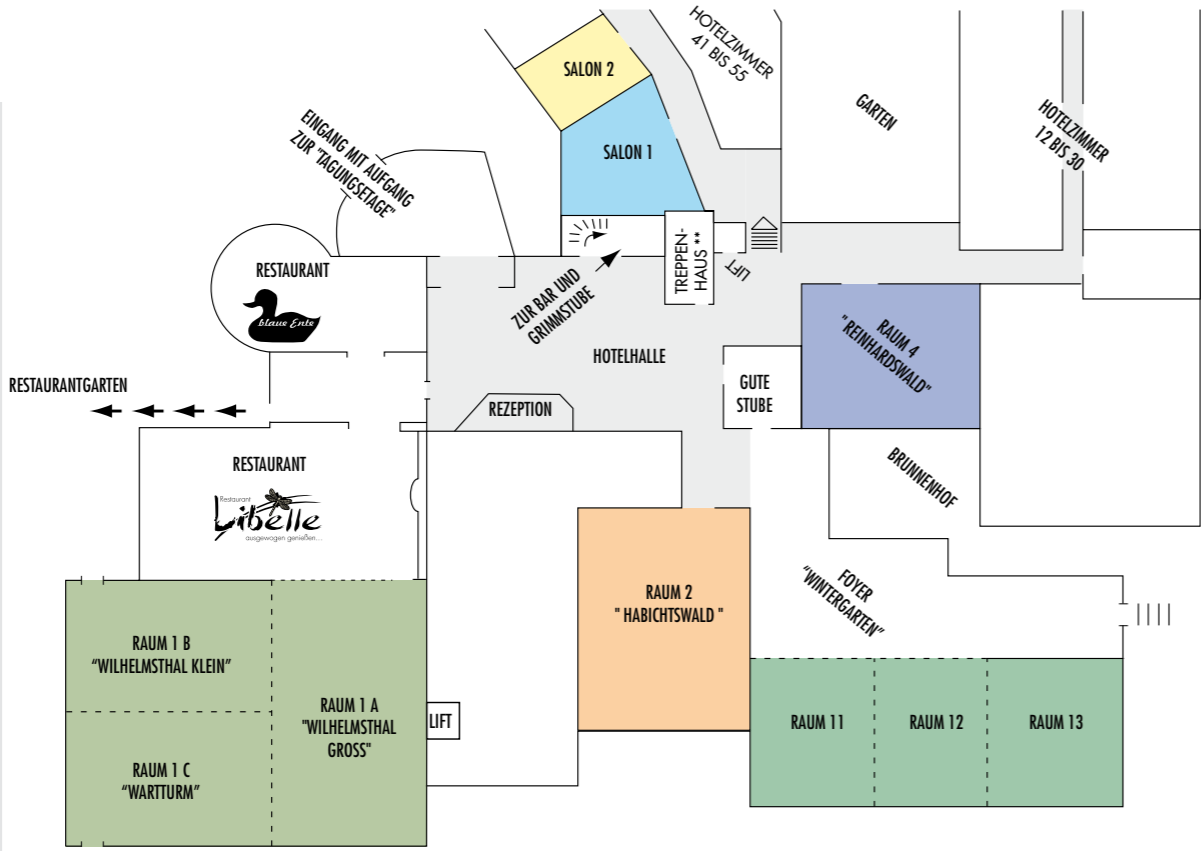 HOTELZIMMER
41 BIS 55
SALON 2
GARTEN
HOTELZIMMER
12 BIS 30
EINGANG MIT AUFGANG
ZUR "TAGUNGSETAGE"
SALON 1
TREPPEN-
HAUS **
LIFT
ZUR BAR UND
GRIMMSTUBE
RESTAURANT
blaue Ente
RAUM 4
"REINHARDSWALD"
HOTELHALLE
RESTAURANTGARTEN
GUTE
STUBE
REZEPTION
RESTAURANT
Restaurant
Libelle
ausgewogen genießen...
BRUNNENHOF
RAUM 2
" HABICHTSWALD "
FOYER
"WINTERGARTEN"
RAUM 1 B
“WILHELMSTHAL KLEIN”
RAUM 1 A
"WILHELMSTHAL
GROSS"
LIFT
RAUM 11
RAUM 12
RAUM 13
RAUM 1 C
“WARTTURM”